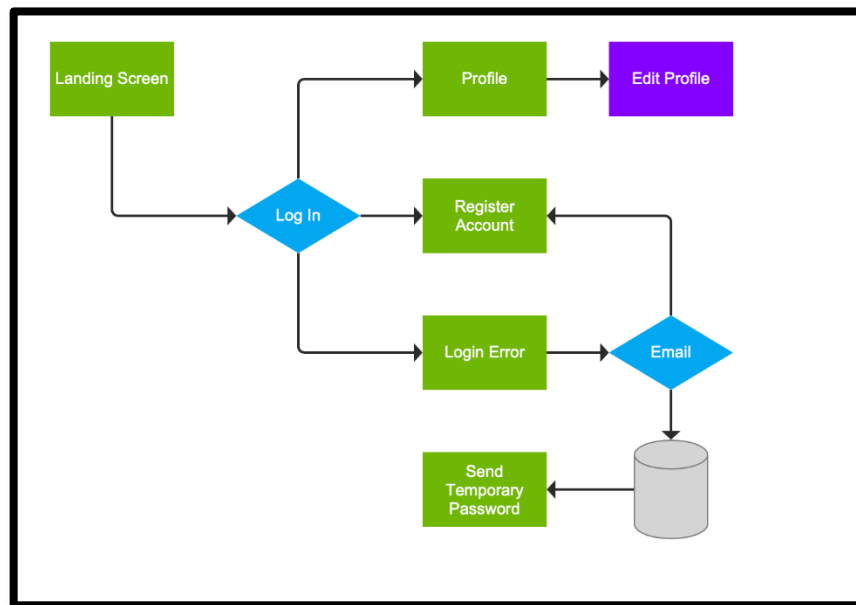 Landing Screen
Profile
Edit Profile
Log In
Register
Account
Login Error
Email
Send
Temporary
Password